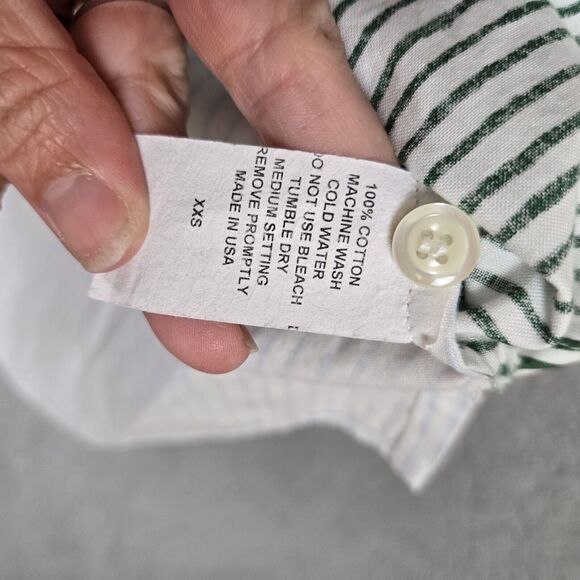 100% COTTON
MACHINE WASH
COLD WATER
DO NOT USE BLEACH
TUMBLE DRY
MEDIUM SETTING
REMOVE PROMPTLY
MADE IN USA
XXS